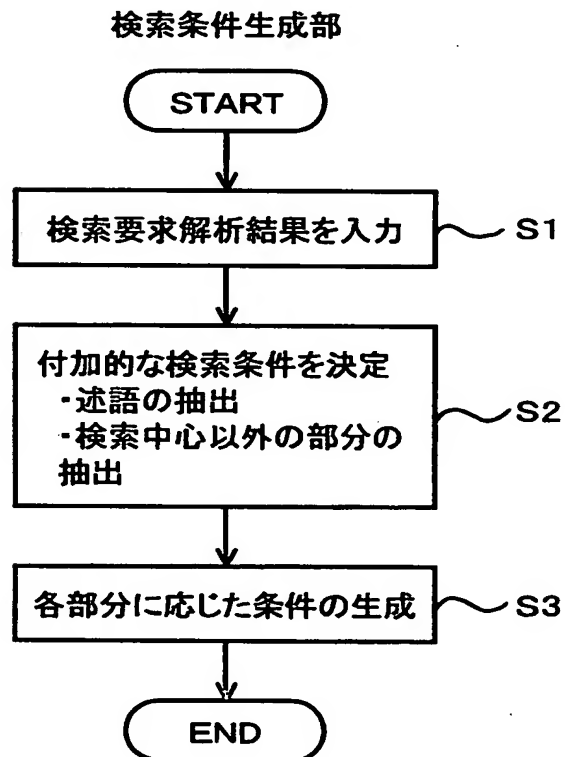 検索条件生成部
START
検索要求解析結果を入力
S1
付加的な検索条件を決定
・述語の抽出
・検索中心以外の部分の
抽出
S2
各部分に応じた条件の生成
S3
END